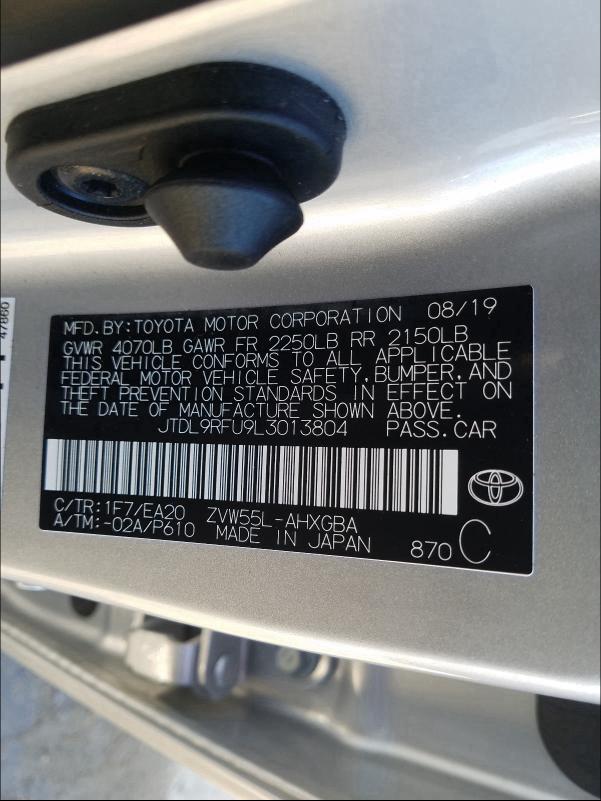 MFD. BY: TOYOTA MOTOR CORPORATION 08/19
GVWR 4070LB GAWR FR 2250LB RR 2150LB
THIS VEHICLE CONFORMS TO ALL APPLICABLE
FEDERAL MOTOR VEHICLE SAFETY, BUMPER, AND
THEFT PREVENTION STANDARDS IN EFFECT ON
THE DATE OF MANUFACTURE SHOWN ABOVE.
JTDL9RFU9L3013804 PASS. CAR
C/TR: 1F7/EA20 ZVW55L-AHXGBA
A/TM: -02A/P610 MADE IN JAPAN 870 C
47860